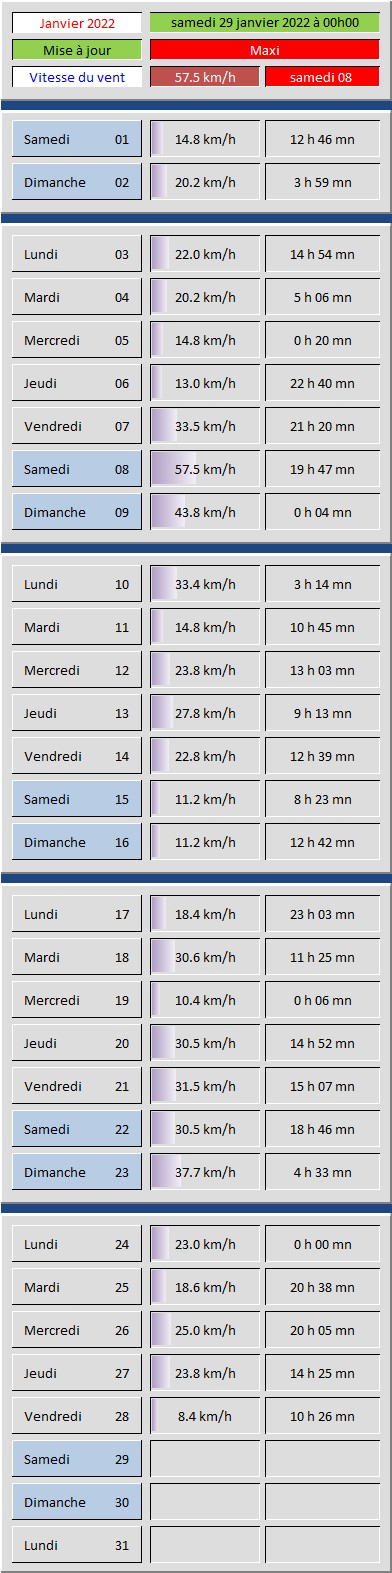 Janvier 2022 samedi 29 janvier 2022 à 00h00
Mise à jour Maxi
Vitesse du vent 57.5 km/h samedi 08
Samedi 01 14.8 km/h 12 h 46 mn
Dimanche 02 20.2 km/h 3 h 59 mn
Lundi 03 22.0 km/h 14 h 54 mn
Mardi 04 20.2 km/h 5 h 06 mn
Mercredi 05 14.8 km/h 0 h 20 mn
Jeudi 06 13.0 km/h 22 h 40 mn
Vendredi 07 33.5 km/h 21 h 20 mn
Samedi 08 57.5 km/h 19 h 47 mn
Dimanche 09 43.8 km/h 0 h 04 mn
Lundi 10 33.4 km/h 3 h 14 mn
Mardi 11 14.8 km/h 10 h 45 mn
Mercredi 12 23.8 km/h 13 h 03 mn
Jeudi 13 27.8 km/h 9 h 13 mn
Vendredi 14 22.8 km/h 12 h 39 mn
Samedi 15 11.2 km/h 8 h 23 mn
Dimanche 16 11.2 km/h 12 h 42 mn
Lundi 17 18.4 km/h 23 h 03 mn
Mardi 18 30.6 km/h 11 h 25 mn
Mercredi 19 10.4 km/h 0 h 06 mn
Jeudi 20 30.5 km/h 14 h 52 mn
Vendredi 21 31.5 km/h 15 h 07 mn
Samedi 22 30.5 km/h 18 h 46 mn
Dimanche 23 37.7 km/h 4 h 33 mn
Lundi 24 23.0 km/h 0 h 00 mn
Mardi 25 18.6 km/h 20 h 38 mn
Mercredi 26 25.0 km/h 20 h 05 mn
Jeudi 27 23.8 km/h 14 h 25 mn
Vendredi 28 8.4 km/h 10 h 26 mn
Samedi 29
Dimanche 30
Lundi 31